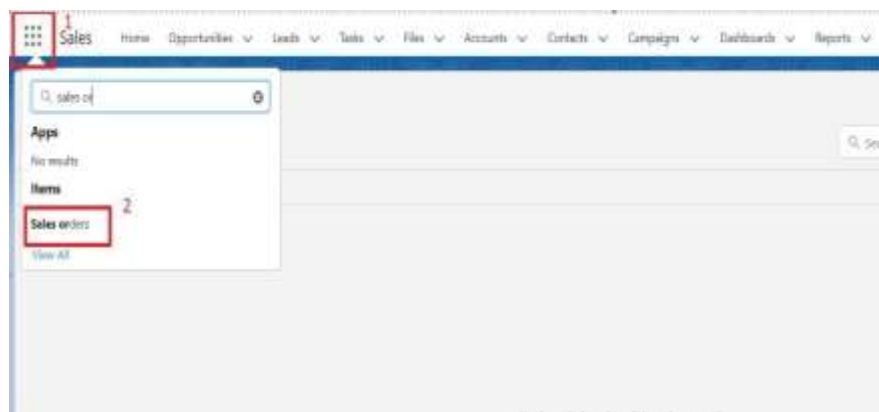 1
Sales Home Opportunities Leads Tasks Files Accounts Contacts Campaigns Dashboards Reports
sales or
Apps
No results
Items
2
Sales orders
View All